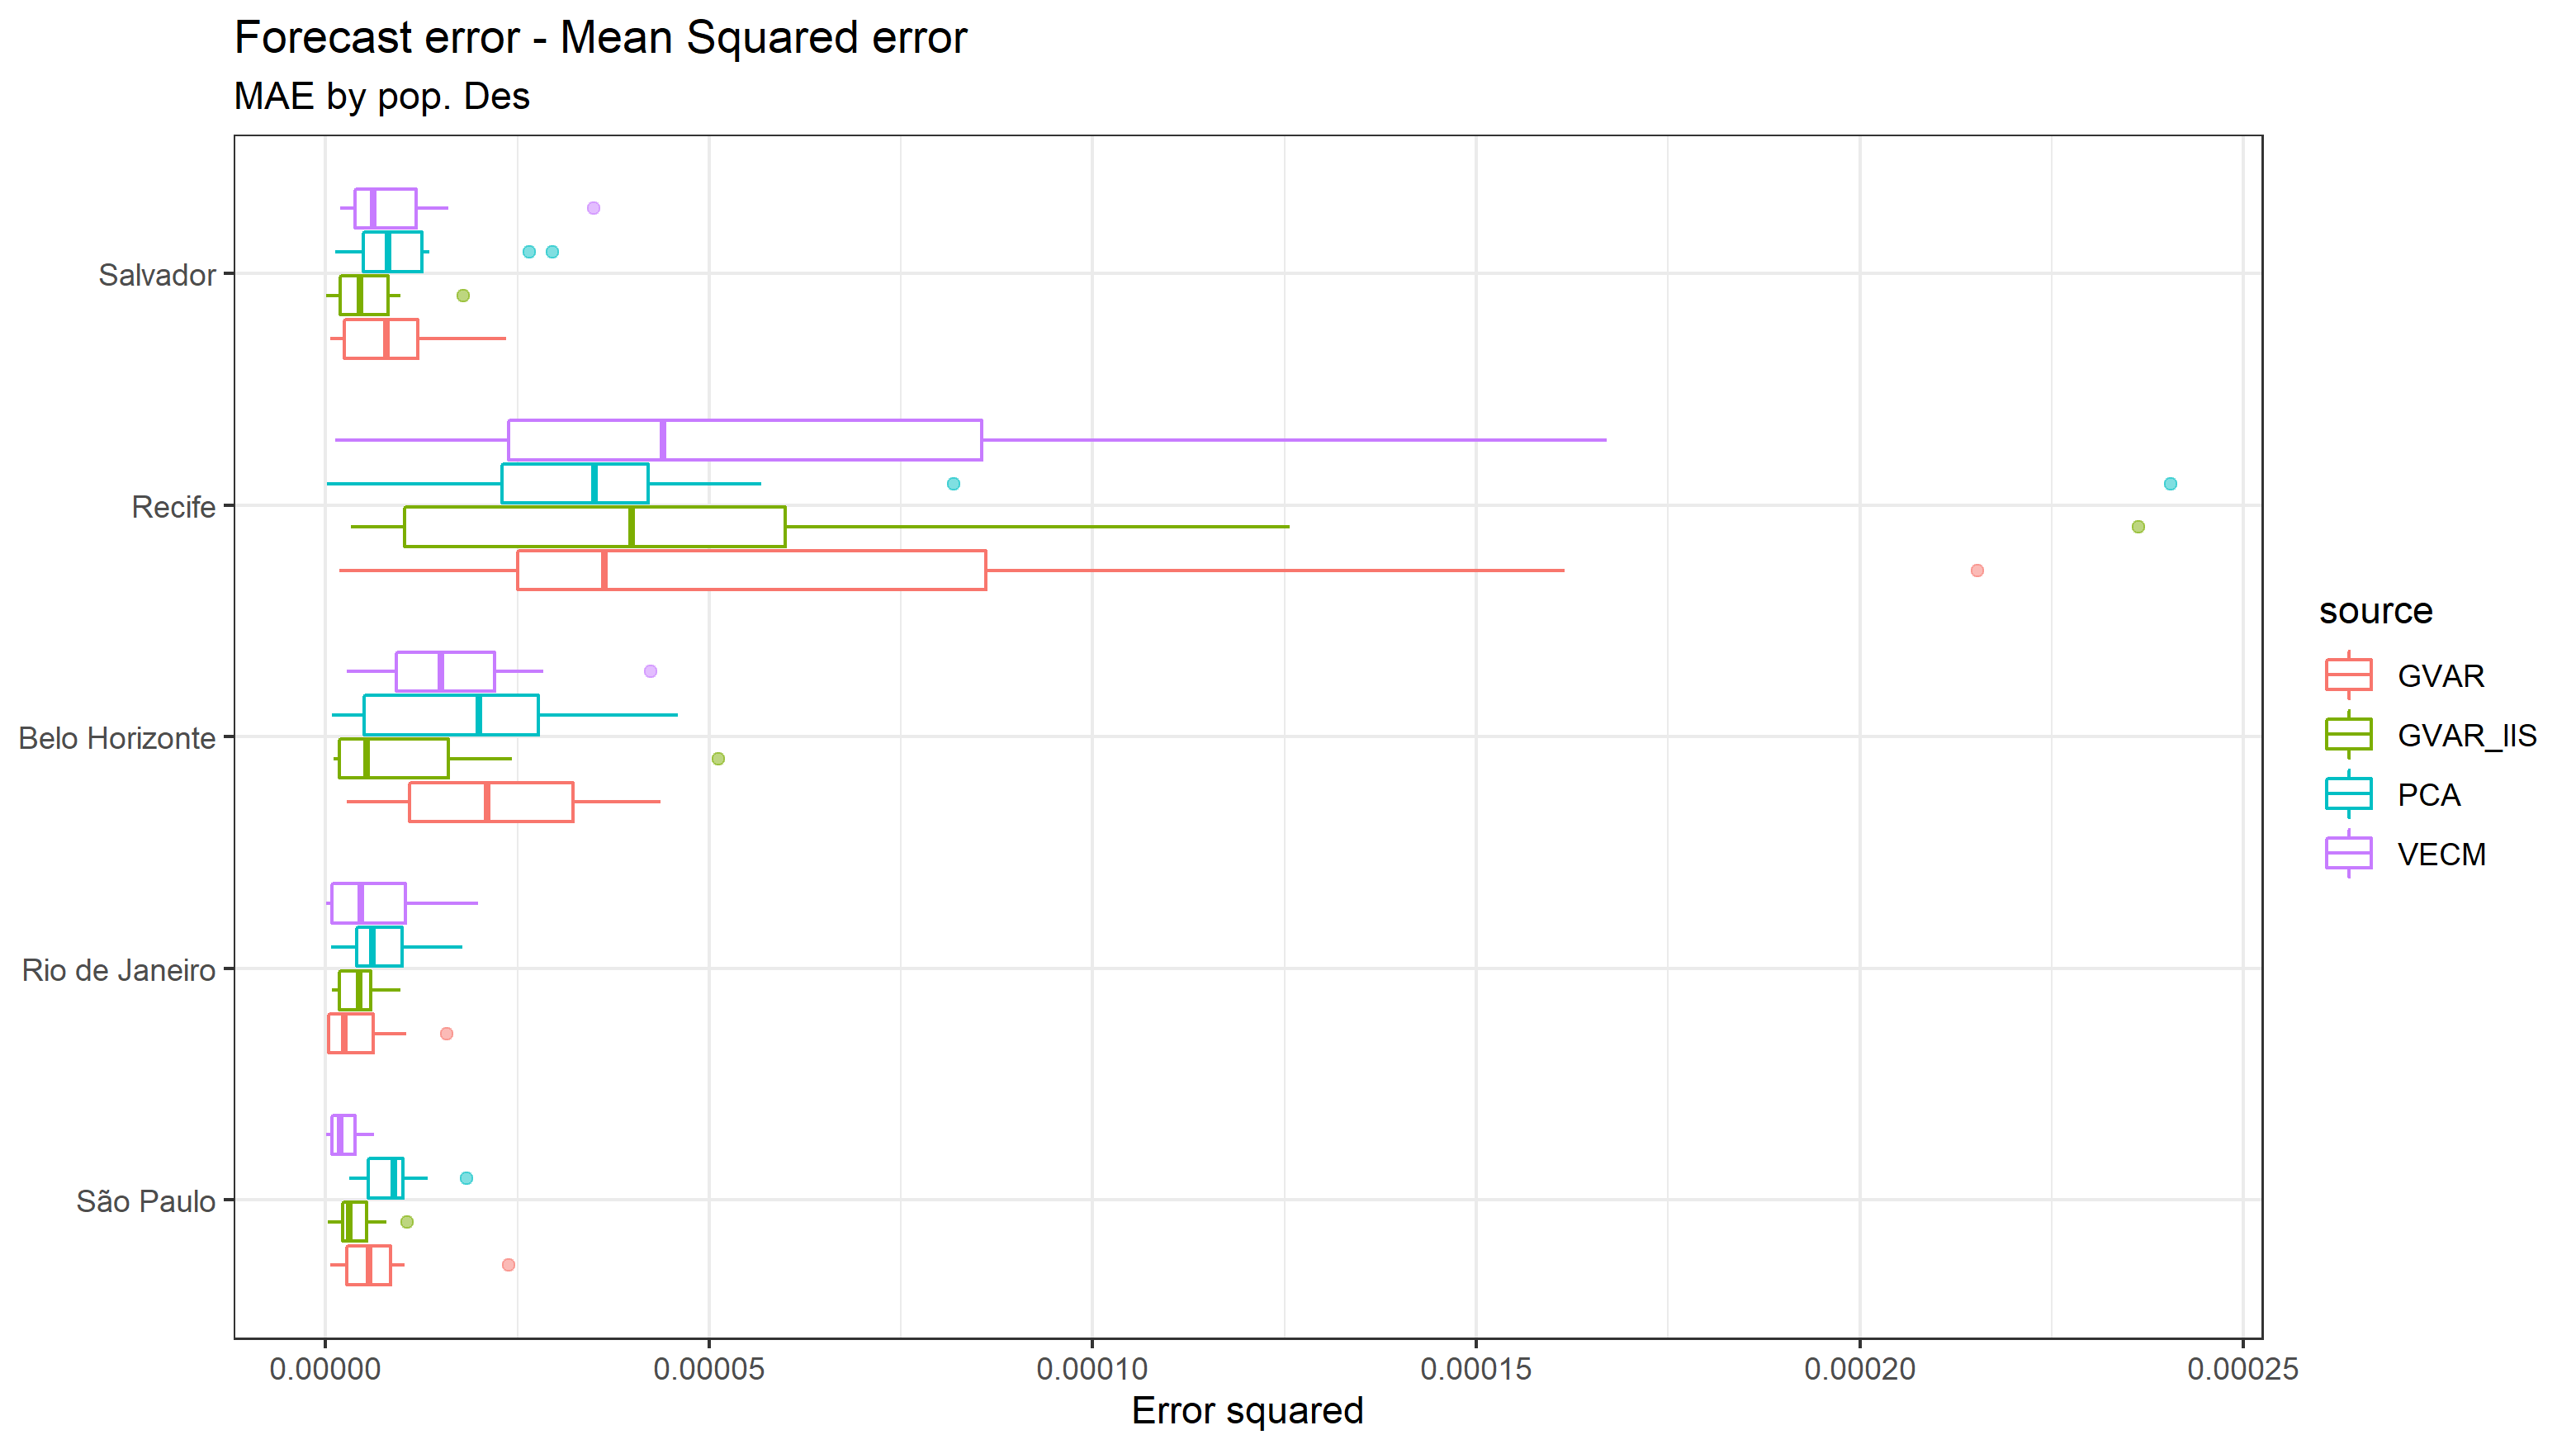 Forecast error - Mean Squared error
MAE by pop. Des
Salvador
Recife
Belo Horizonte
Rio de Janeiro
São Paulo
0.00000
0.00005
0.00010
0.00015
0.00020
0.00025
Error squared
source
GVAR
GVAR_IIS
PCA
VECM